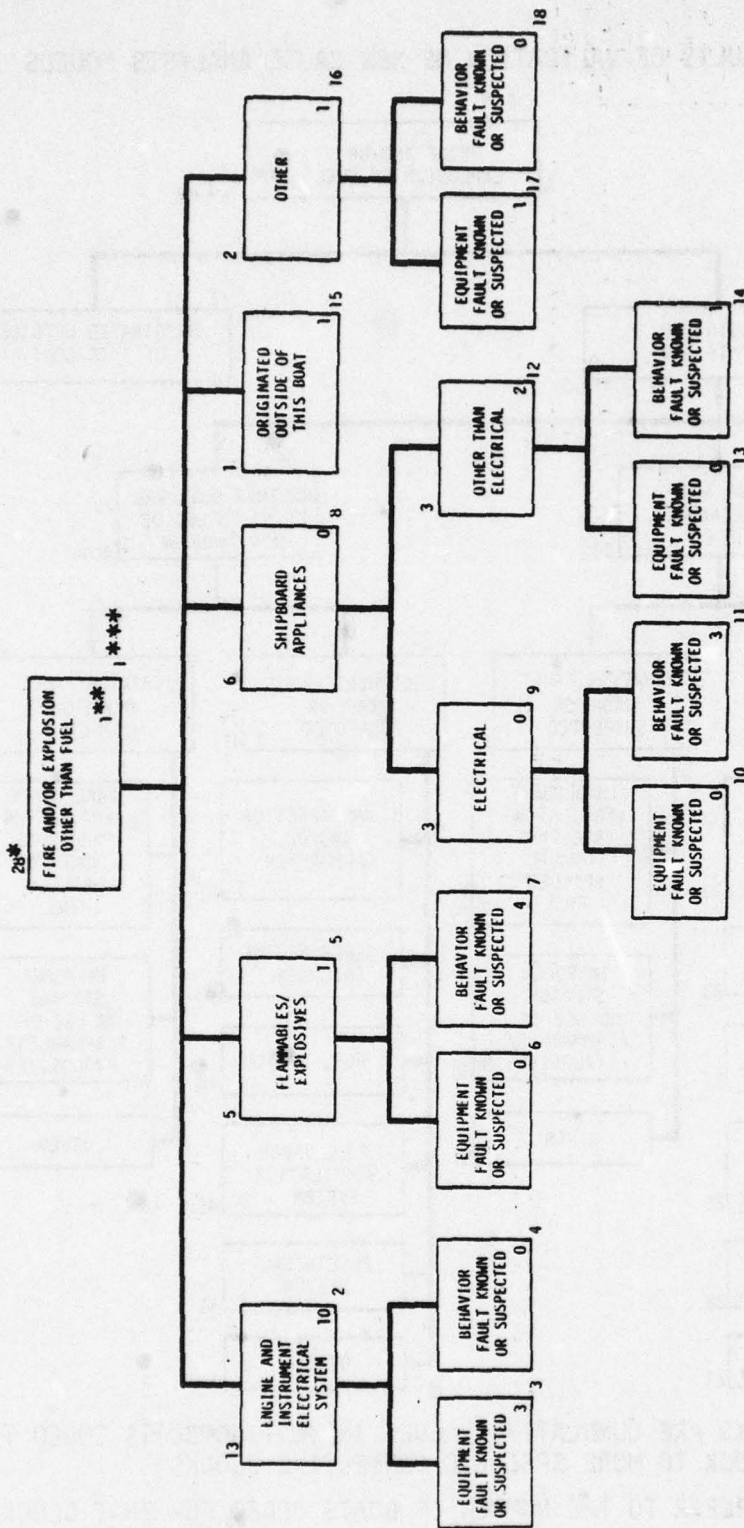 28*
FIRE AND/OR EXPLOSION
OTHER THAN FUEL
1**
1***
13
ENGINE AND
INSTRUMENT
ELECTRICAL
SYSTEM
10
2
5
FLAMMABLES/
EXPLOSIVES
1
5
6
SHIPBOARD
APPLIANCES
0
8
1
ORIGINATED
OUTSIDE OF
THIS BOAT
1
15
2
OTHER
1
16
EQUIPMENT
FAULT KNOWN
OR SUSPECTED
3
3
BEHAVIOR
FAULT KNOWN
OR SUSPECTED
0
4
EQUIPMENT
FAULT KNOWN
OR SUSPECTED
0
6
BEHAVIOR
FAULT KNOWN
OR SUSPECTED
4
7
3
ELECTRICAL
0
9
3
OTHER THAN
ELECTRICAL
2
12
EQUIPMENT
FAULT KNOWN
OR SUSPECTED
1
17
BEHAVIOR
FAULT KNOWN
OR SUSPECTED
0
18
EQUIPMENT
FAULT KNOWN
OR SUSPECTED
0
10
BEHAVIOR
FAULT KNOWN
OR SUSPECTED
3
11
EQUIPMENT
FAULT KNOWN
OR SUSPECTED
0
13
BEHAVIOR
FAULT KNOWN
OR SUSPECTED
1
14